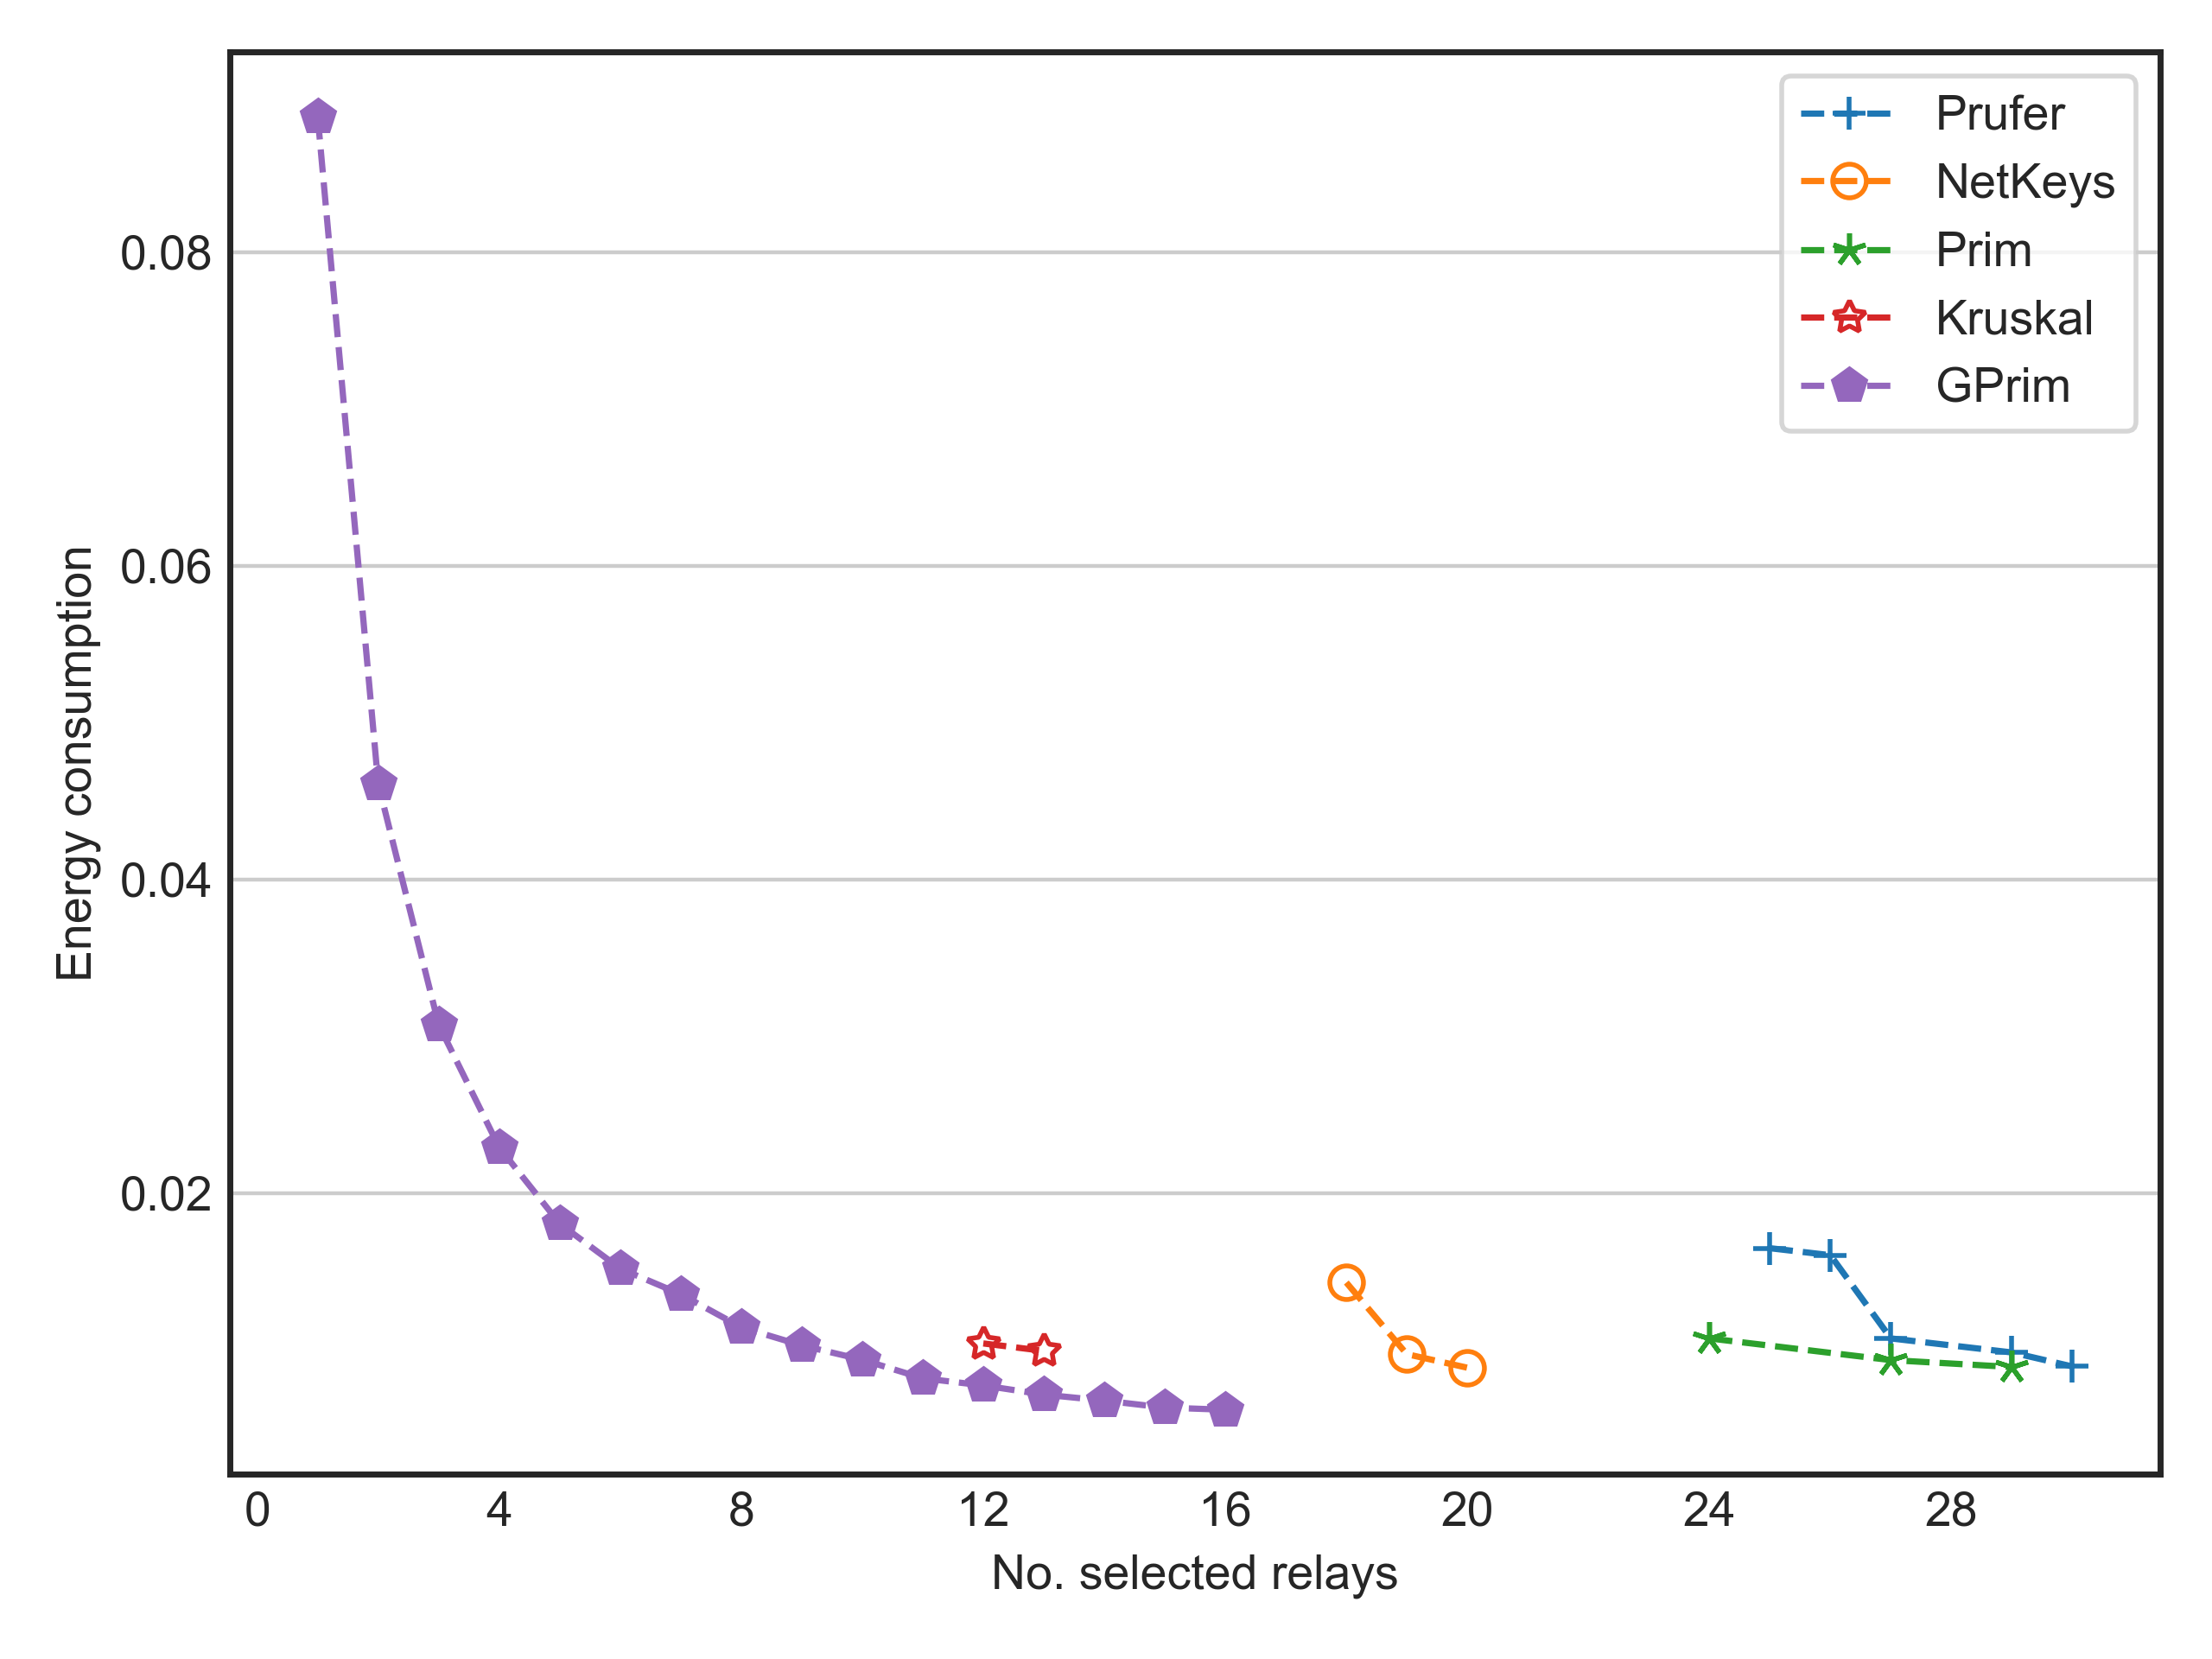 Prufer
NetKeys
Prim
Kruskal
GPrim
Energy consumption
0.08
0.06
0.04
0.02
0 4 8 12 16 20 24 28
No. selected relays